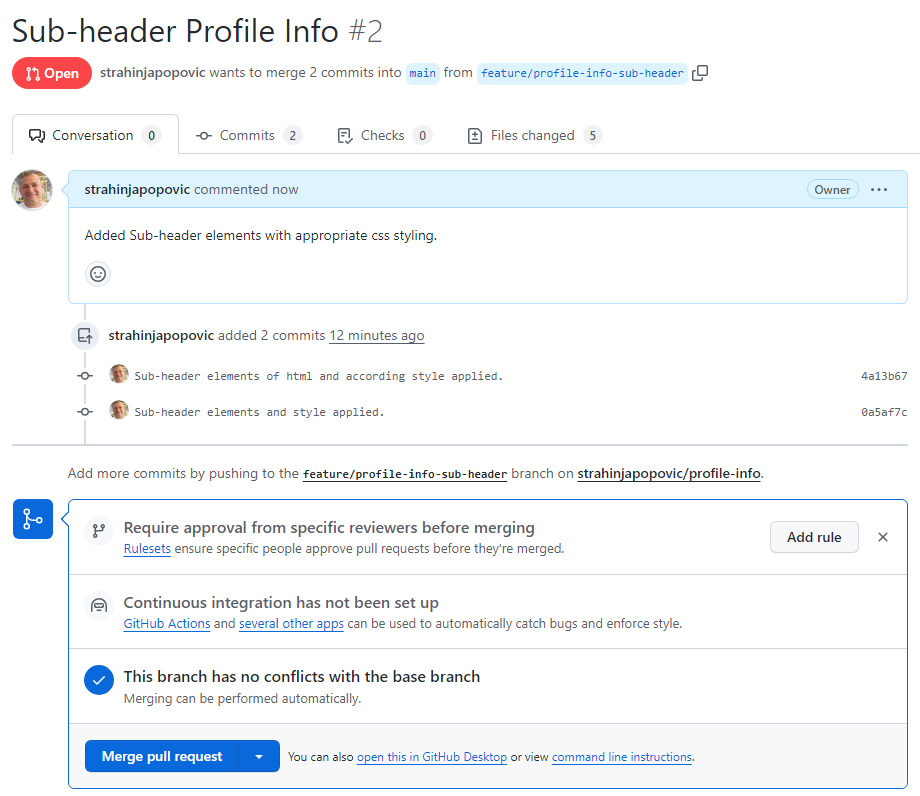 Sub-header Profile Info #2
Open strahinjapopovic wants to merge 2 commits into main from feature/profile-info-sub-header
Conversation 0 Commits 2 Checks 0 Files changed 5
strahinjapopovic commented now Owner
Added Sub-header elements with appropriate css styling.
strahinjapopovic added 2 commits 12 minutes ago
Sub-header elements of html and according style applied. 4a13b67
Sub-header elements and style applied. 0a5af7c
Add more commits by pushing to the feature/profile-info-sub-header branch on strahinjapopovic/profile-info.
Require approval from specific reviewers before merging
Rulesets ensure specific people approve pull requests before they're merged.
Add rule
Continuous integration has not been set up
GitHub Actions and several other apps can be used to automatically catch bugs and enforce style.
This branch has no conflicts with the base branch
Merging can be performed automatically.
Merge pull request You can also open this in GitHub Desktop or view command line instructions.